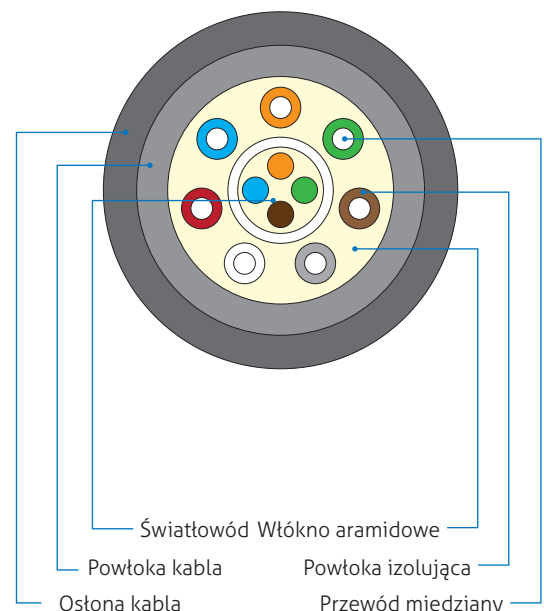 Światłowód Włókno aramidowe
Powłoka kabla Powłoka izolująca
Osłona kabla Przewód miedziany